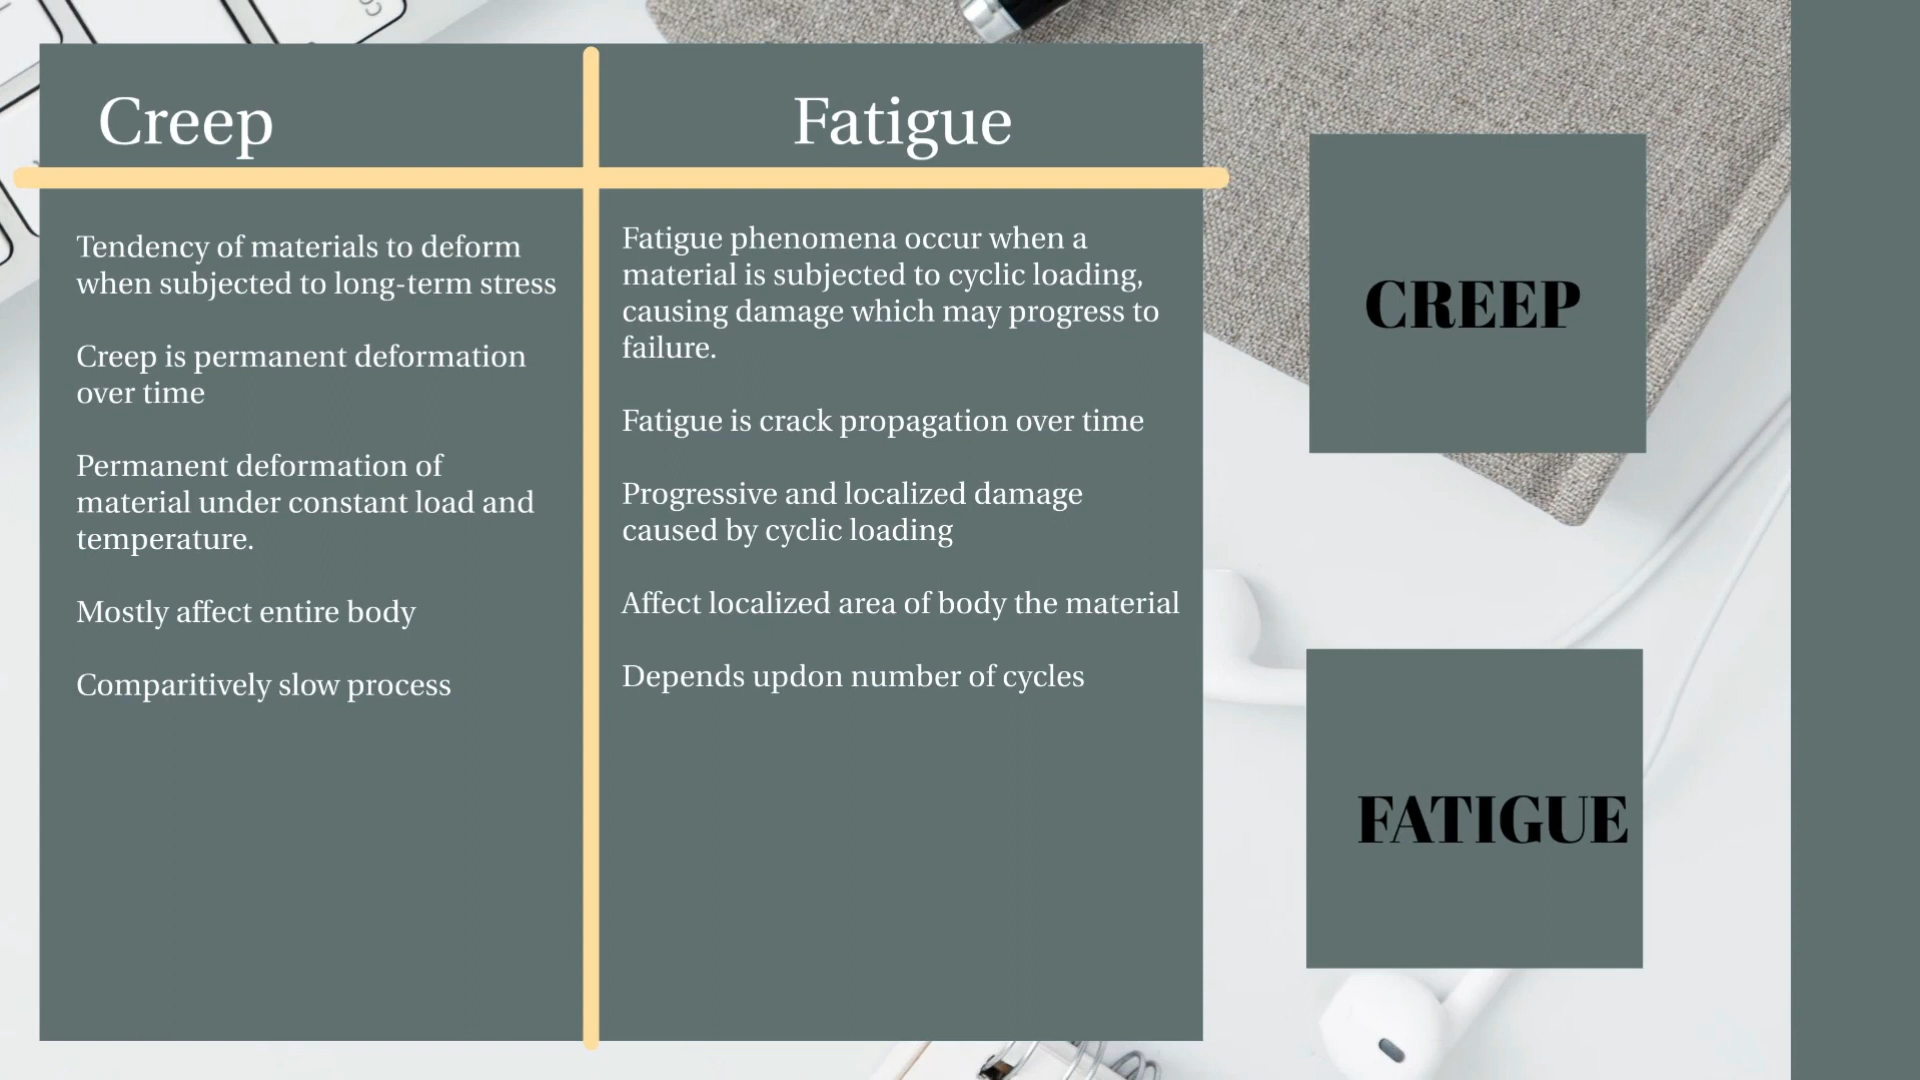 Creep
Tendency of materials to deform
when subjected to long-term stress
Creep is permanent deformation
over time
Permanent deformation of
material under constant load and
temperature.
Mostly affect entire body
Comparitively slow process
Fatigue
Fatigue phenomena occur when a
material is subjected to cyclic loading,
causing damage which may progress to
failure.
Fatigue is crack propagation over time
Progressive and localized damage
caused by cyclic loading
Affect localized area of body the material
Depends updon number of cycles
CREEP
FATIGUE